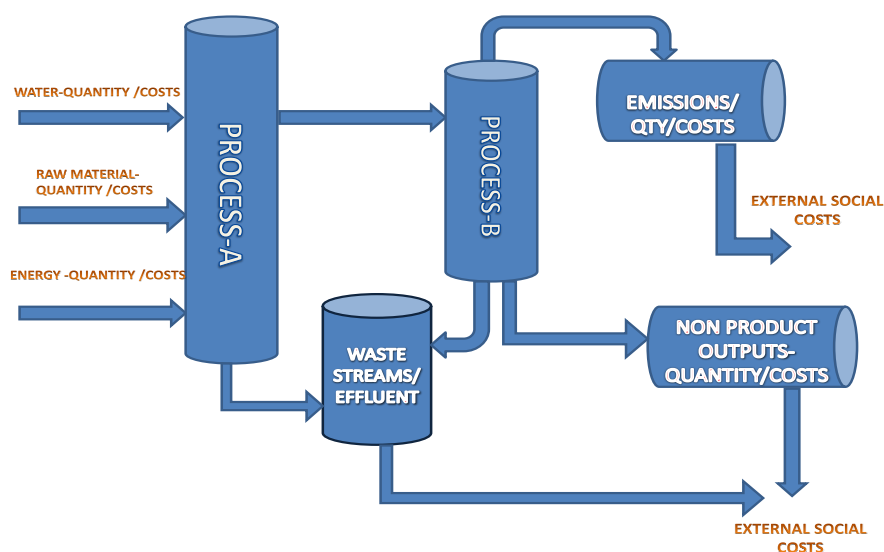 WATER-QUANTITY /COSTS
RAW MATERIAL-
QUANTITY /COSTS
ENERGY -QUANTITY /COSTS
PROCESS-A
PROCESS-B
EMISSIONS/
QTY/COSTS
EXTERNAL SOCIAL
COSTS
WASTE
STREAMS/
EFFLUENT
NON PRODUCT
OUTPUTS-
QUANTITY/COSTS
EXTERNAL SOCIAL
COSTS